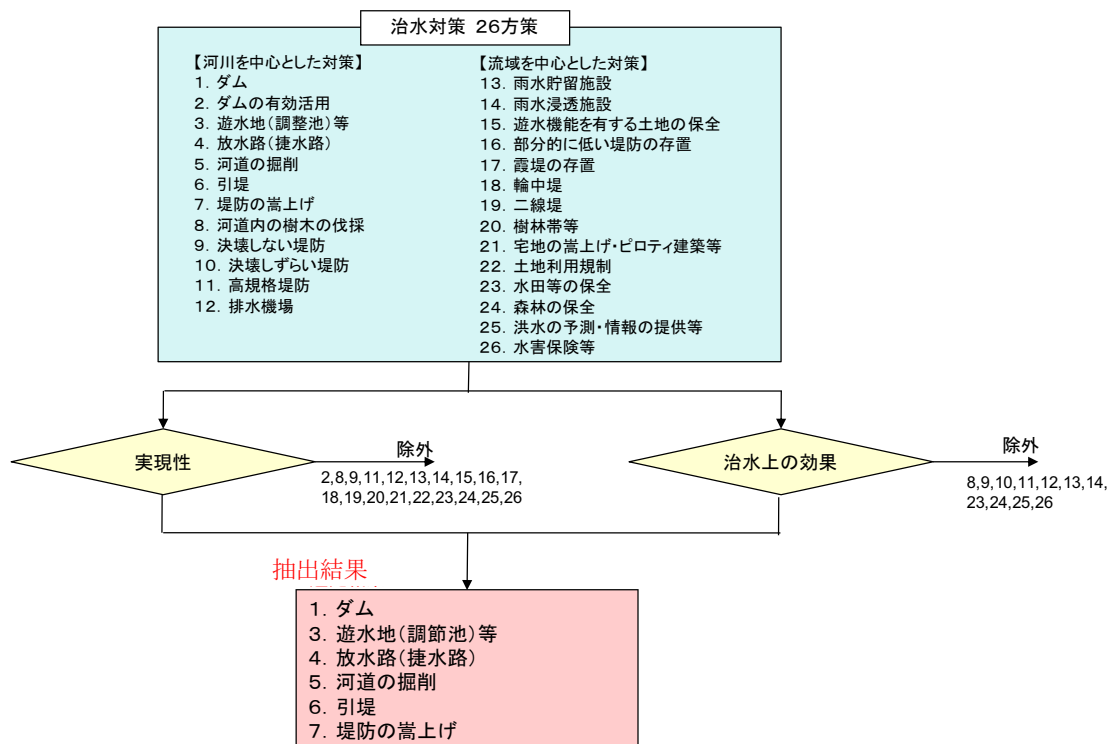 治水対策 26方策
【河川を中心とした対策】
1. ダム
2. ダムの有効活用
3. 遊水地(調整池)等
4. 放水路(捷水路)
5. 河道の掘削
6. 引堤
7. 堤防の嵩上げ
8. 河道内の樹木の伐採
9. 決壊しない堤防
10. 決壊しずらい堤防
11. 高規格堤防
12. 排水機場
【流域を中心とした対策】
13. 雨水貯留施設
14. 雨水浸透施設
15. 遊水機能を有する土地の保全
16. 部分的に低い堤防の存置
17. 霞堤の存置
18. 輪中堤
19. 二線堤
20. 樹林帯等
21. 宅地の嵩上げ・ピロティ建築等
22. 土地利用規制
23. 水田等の保全
24. 森林の保全
25. 洪水の予測・情報の提供等
26. 水害保険等
実現性
除外
2,8,9,11,12,13,14,15,16,17,
18,19,20,21,22,23,24,25,26
治水上の効果
除外
8,9,10,11,12,13,14,
23,24,25,26
抽出結果
1. ダム
3. 遊水地(調節池)等
4. 放水路(捷水路)
5. 河道の掘削
6. 引堤
7. 堤防の嵩上げ